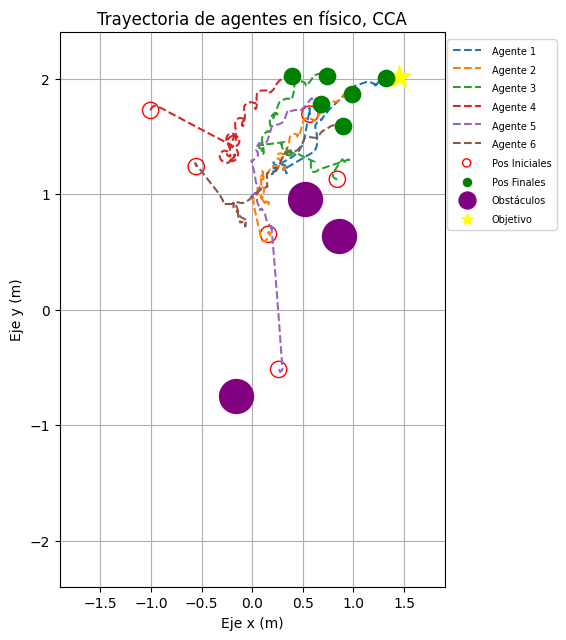 Trayectoria de agentes en físico, CCA
Agente 1
Agente 2
Agente 3
Agente 4
Agente 5
Agente 6
Pos Iniciales
Pos Finales
Obstáculos
Objetivo
2
1
0
−1
−2
Eje y (m)
−1.5
−1.0
−0.5
0.0
0.5
1.0
1.5
Eje x (m)